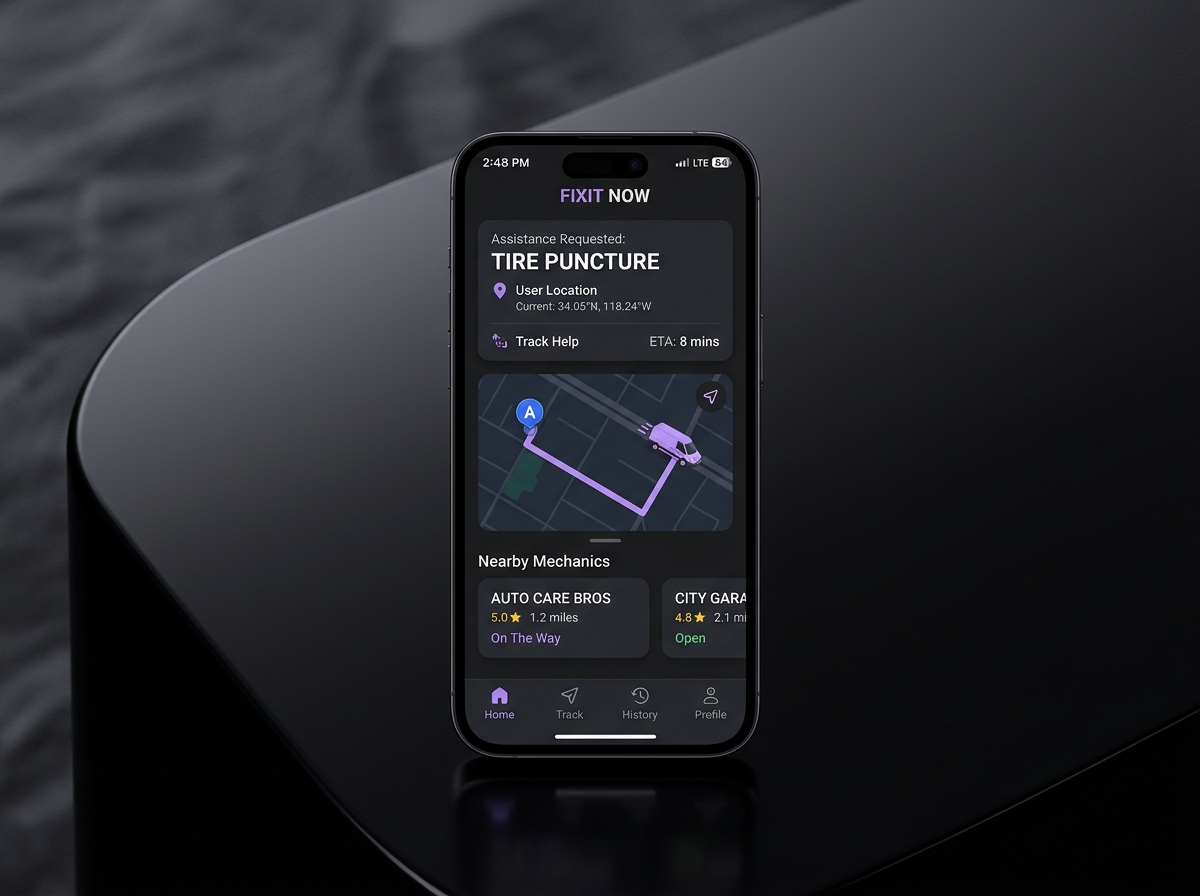 2:48 PM LTE
FIXIT NOW
Assistance Requested:
TIRE PUNCTURE
User Location
Current: 34.05°N, 118.24°W
Track Help ETA: 8 mins
A
Nearby Mechanics
AUTO CARE BROS
5.0 1.2 miles
On The Way
CITY GARA
4.8 2.1
Open
Home Track History Prefile